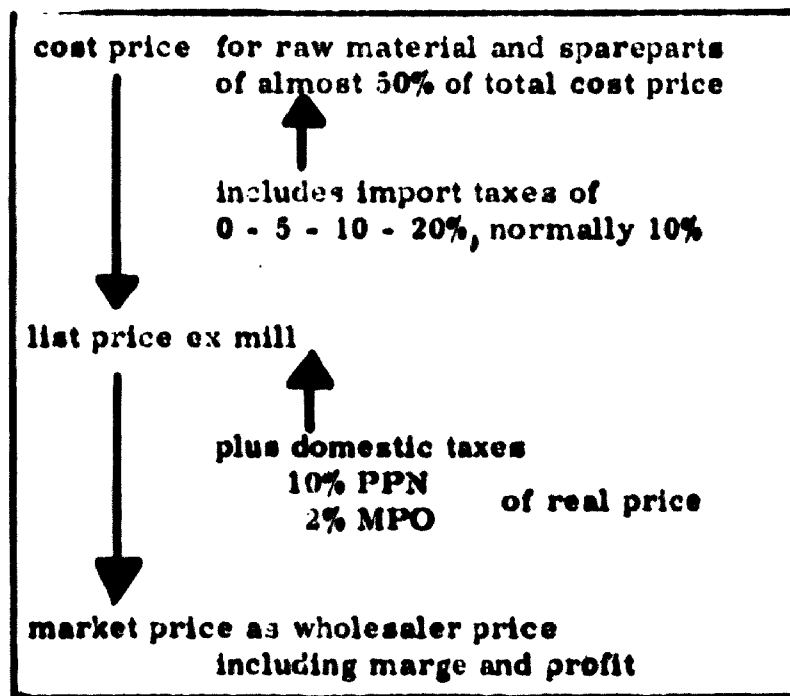 cost price for raw material and spareparts
of almost 50% of total cost price
includes import taxes of
0 - 5 - 10 - 20%, normally 10%
list price ex mill
plus domestic taxes
10% PPN
of real price
2% MPO
market price as wholesaler price
including marge and profit